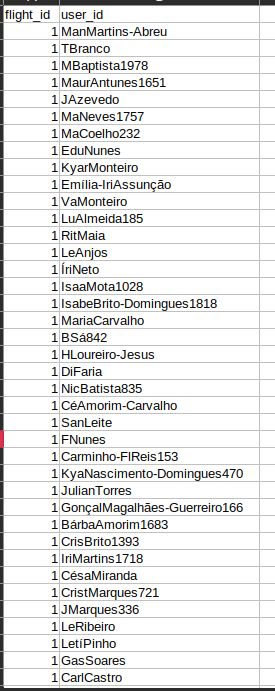 flight_id user_id
1 ManMartins-Abreu
1 TBranco
1 MBaptista1978
1 MaurAntunes1651
1 JAzevedo
1 MaNeves1757
1 MaCoelho232
1 EduNunes
1 KyarMonteiro
1 Emília-IriAssunção
1 VaMonteiro
1 LuAlmeida185
1 RitMaia
1 LeAnjos
1 ÍriNeto
1 IsaaMota1028
1 IsabeBrito-Domingues1818
1 MariaCarvalho
1 BSá842
1 HLoureiro-Jesus
1 DiFaria
1 NicBatista835
1 CéAmorim-Carvalho
1 SanLeite
1 FNunes
1 Carminho-FlReis153
1 KyaNascimento-Domingues470
1 JulianTorres
1 GonçalMagalhães-Guerreiro166
1 BárbaAmorim1683
1 CrisBrito1393
1 IriMartins1718
1 CésaMiranda
1 CristMarques721
1 JMarques336
1 LeRibeiro
1 LetíPinho
1 GasSoares
1 CarlCastro